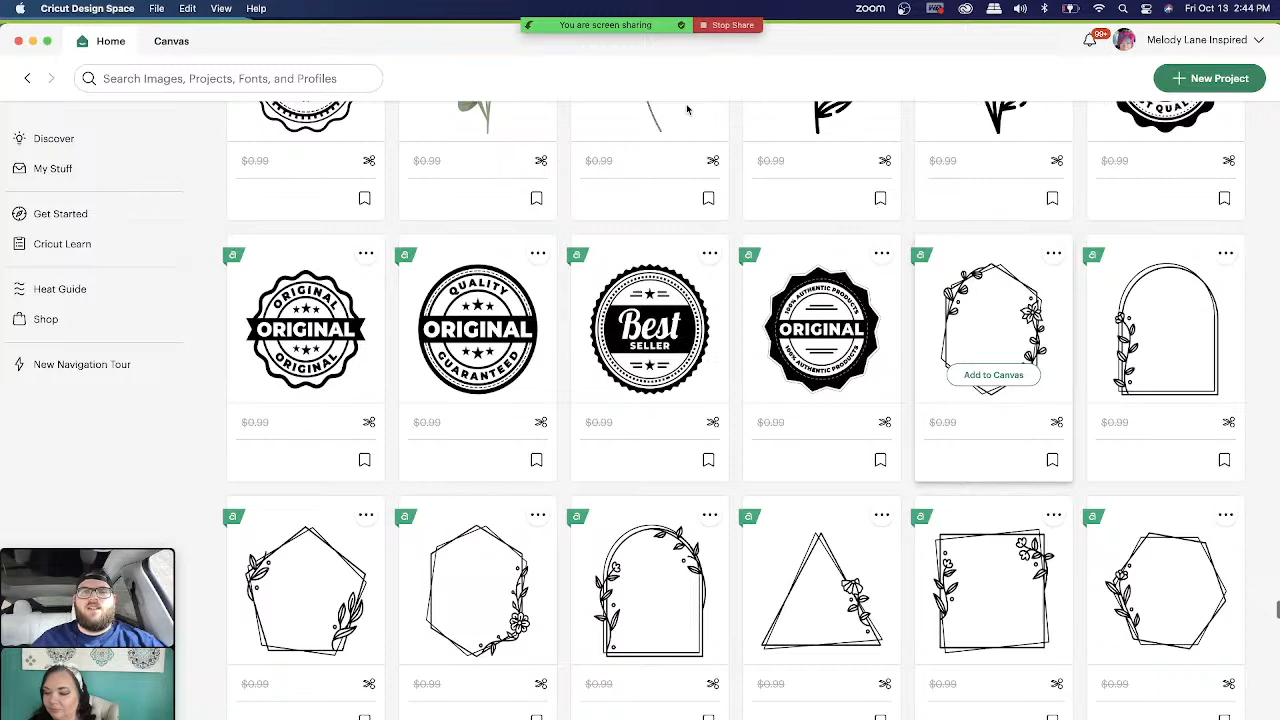 Cricut Design Space File Edit View Help
zoom
Fri Oct 13 2:44 PM
You are screen sharing
Stop Share
Home
Canvas
99+
Melody Lane Inspired
Search Images, Projects, Fonts, and Profiles
New Project
Discover
My Stuff
Get Started
Cricut Learn
Heat Guide
Shop
New Navigation Tour
$0.99 $0.99 $0.99 $0.99 $0.99 $0.99
a a a a a a
ORIGINAL
ORIGINAL
ORIGINAL
QUALITY
ORIGINAL
GUARANTEED
Best
SELLER
100% AUTHENTIC PRODUCTS
ORIGINAL
100% AUTHENTIC PRODUCTS
Add to Canvas
$0.99 $0.99 $0.99 $0.99 $0.99 $0.99
a a a a a a
$0.99 $0.99 $0.99 $0.99 $0.99 $0.99